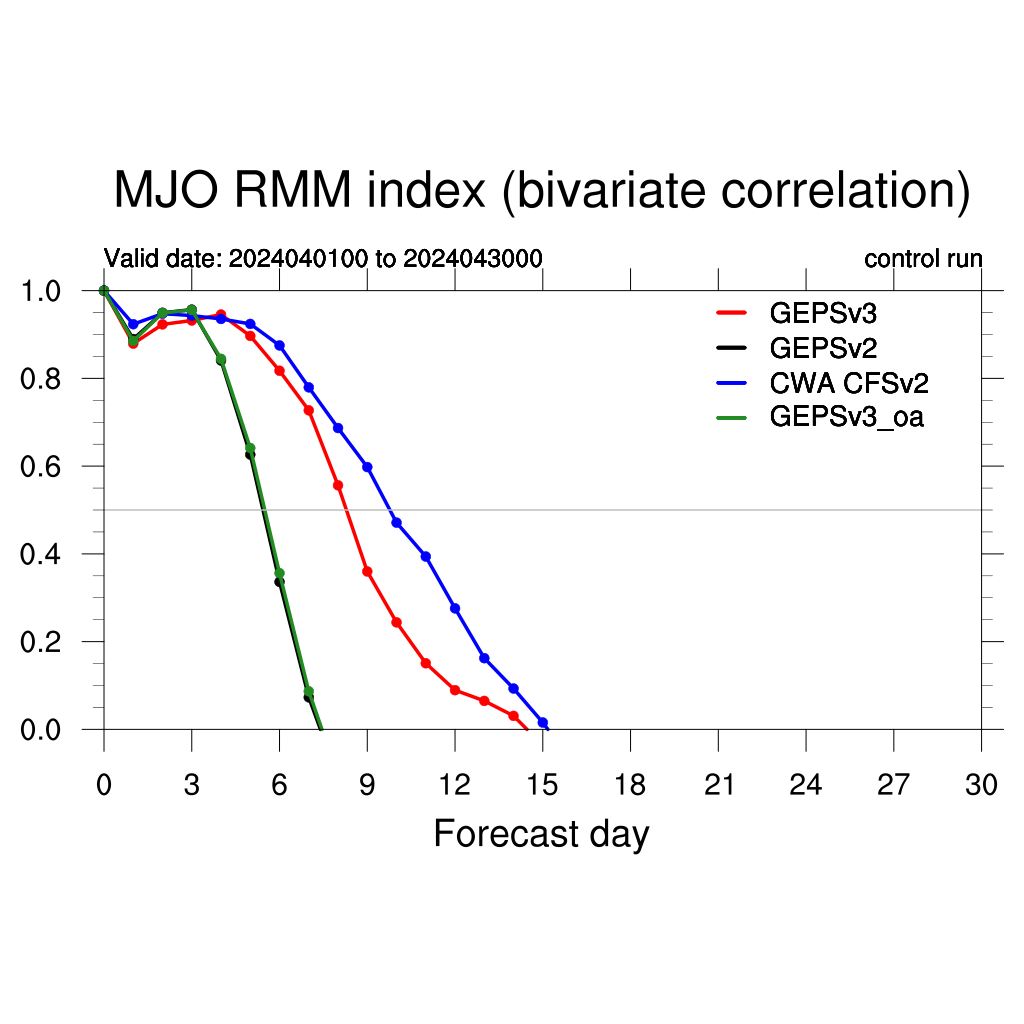 MJO RMM index (bivariate correlation)
Valid date: 2024040100 to 2024043000 control run
1.0
0.8
0.6
0.4
0.2
0.0
GEPSv3
GEPSv2
CWA CFSv2
GEPSv3_oa
0 3 6 9 12 15 18 21 24 27 30
Forecast day